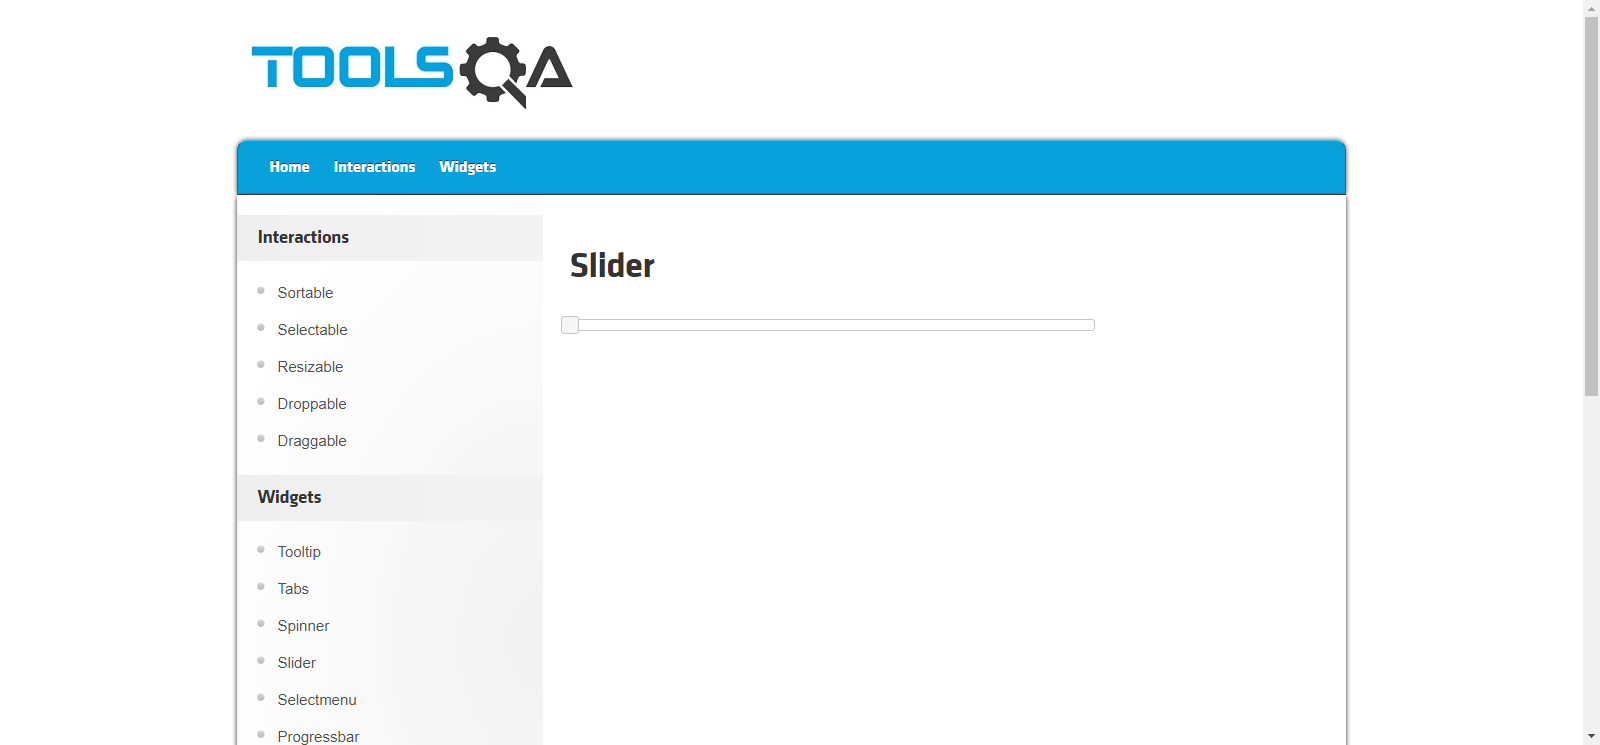 TOOLSQA
Home Interactions Widgets
Interactions
Sortable
Selectable
Resizable
Droppable
Draggable
Widgets
Tooltip
Tabs
Spinner
Slider
Selectmenu
Progressbar
Slider